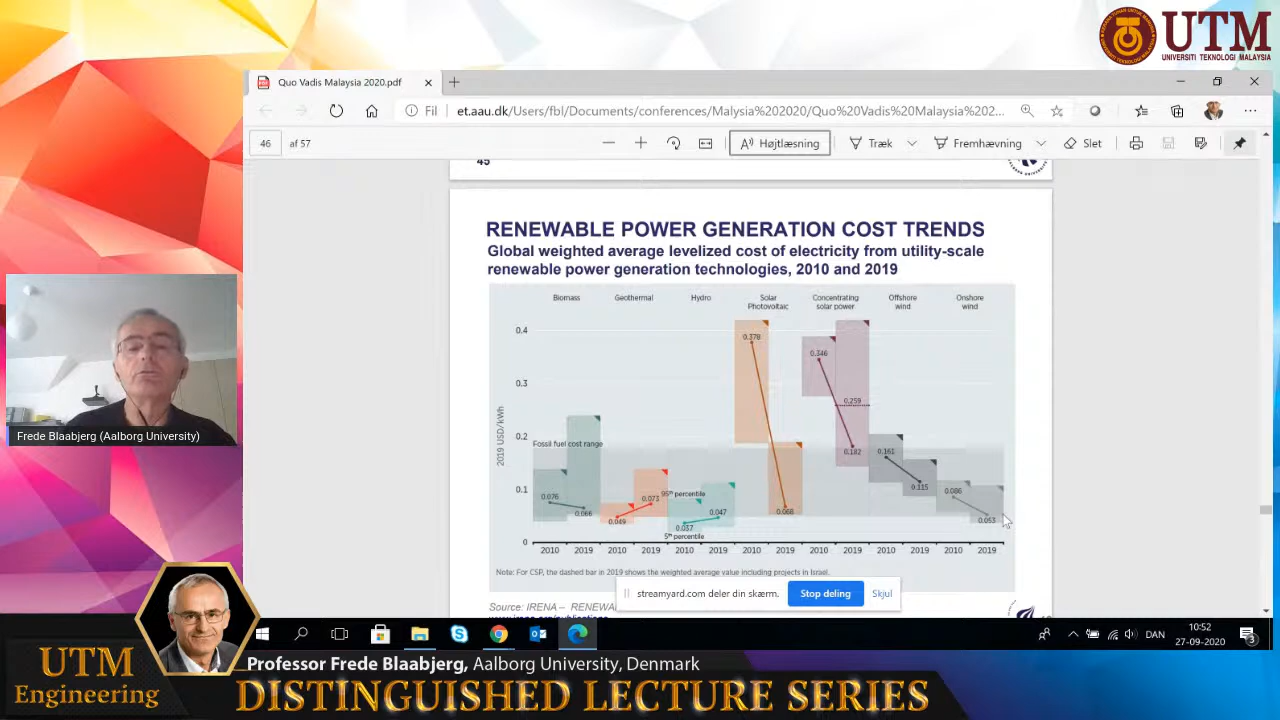 UTM
UNIVERSITI TEKNOLOGI MALAYSIA
Quo Vadis Malaysia 2020.pdf
Fil
et.aau.dk/Users/fbl/Documents/conferences/Malysia%202020/Quo%20Vadis%20Malaysia%202...
46 af 57
Højtlæsning
Træk
Fremhævning
Slet
45
RENEWABLE POWER GENERATION COST TRENDS
Global weighted average levelized cost of electricity from utility-scale
renewable power generation technologies, 2010 and 2019
Biomass Geothermal Hydro Solar Photovoltaic Concentrating solar power Offshore wind Onshore wind
0.4
0.3
0.2
0.1
0
2019 USD/kWh
Fossil fuel cost range
0.076
0.066
0.049
0.073
95th percentile
0.037
0.047
5th percentile
0.378
0.068
0.346
0.259
0.182
0.161
0.115
0.086
0.053
2010 2019 2010 2019 2010 2019 2010 2019 2010 2019 2010 2019 2010 2019
Note: For CSP, the dashed bar in 2019 shows the weighted average value including projects in Israel.
Source: IRENA – RENEWA
streamyard.com deler din skærm.
Stop deling
Skjul
Frede Blaabjerg (Aalborg University)
DAN
10:52
27-09-2020
3
UTM
Engineering
Professor Frede Blaabjerg, Aalborg University, Denmark
DISTINGUISHED LECTURE SERIES